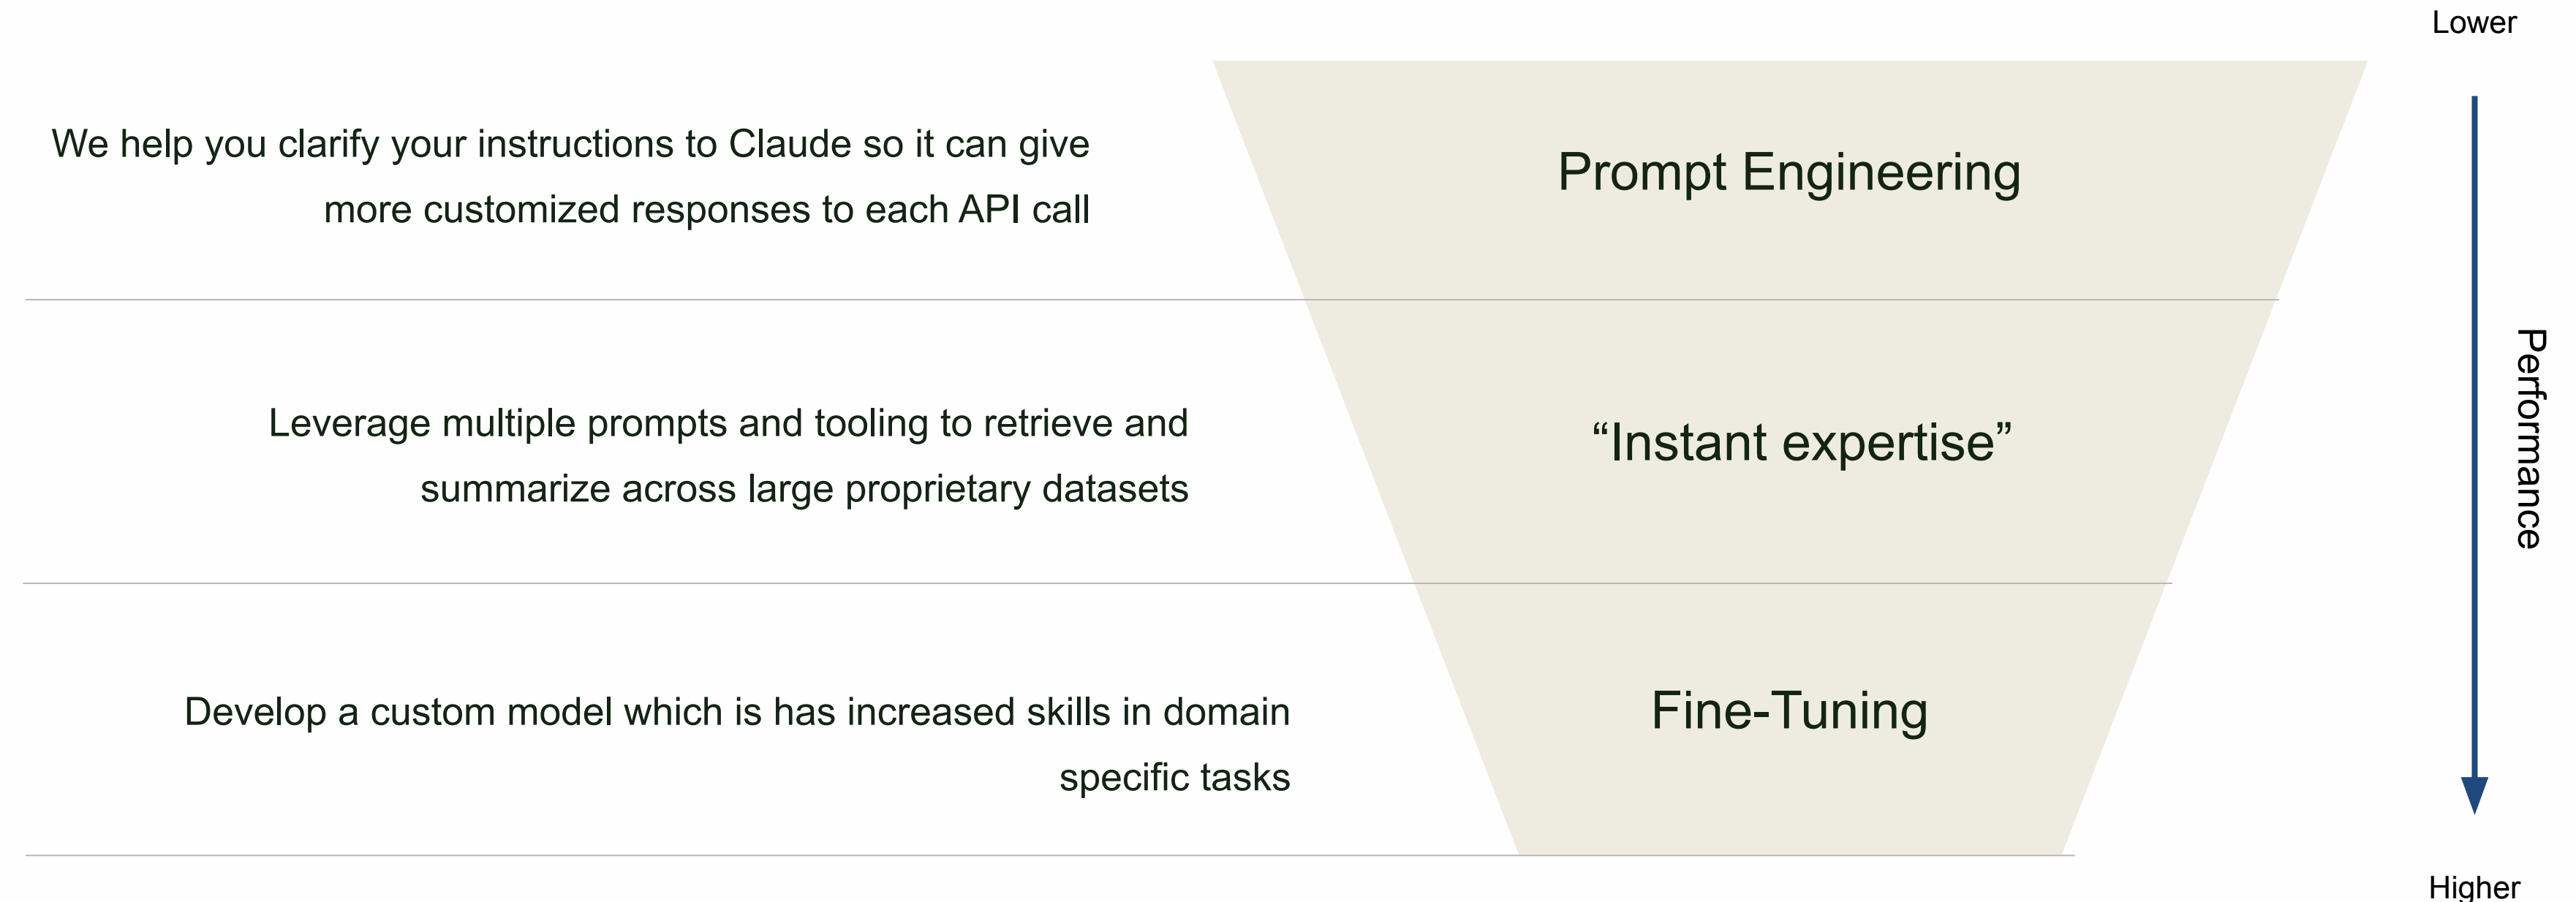 Lower
We help you clarify your instructions to Claude so it can give
more customized responses to each API call
Prompt Engineering
Leverage multiple prompts and tooling to retrieve and
summarize across large proprietary datasets
“Instant expertise”
Performance
Develop a custom model which is has increased skills in domain
specific tasks
Fine-Tuning
Higher